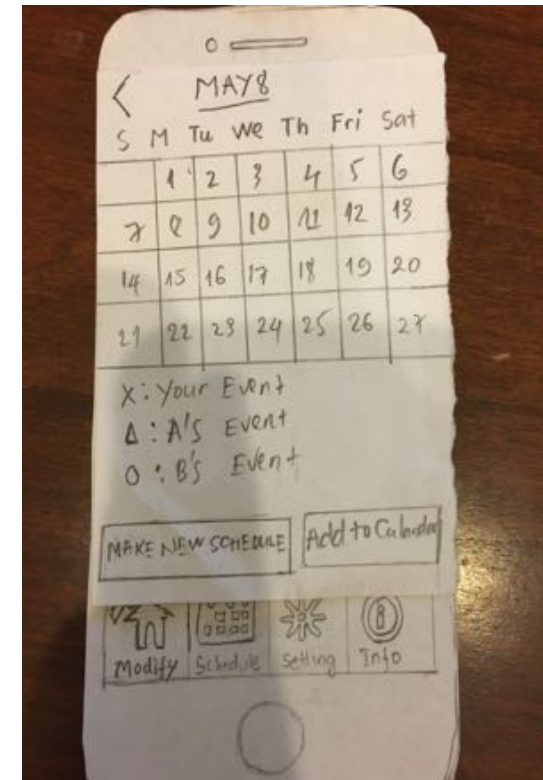 <
MAY 8
S M Tu We Th Fri Sat
1 2 3 4 5 6
7 8 9 10 11 12 13
14 15 16 17 18 19 20
21 22 23 24 25 26 27
X: Your Event
Δ: A's Event
O: B's Event
MAKE NEW SCHEDULE Add to Calendar
Modify Schedule Setting Info